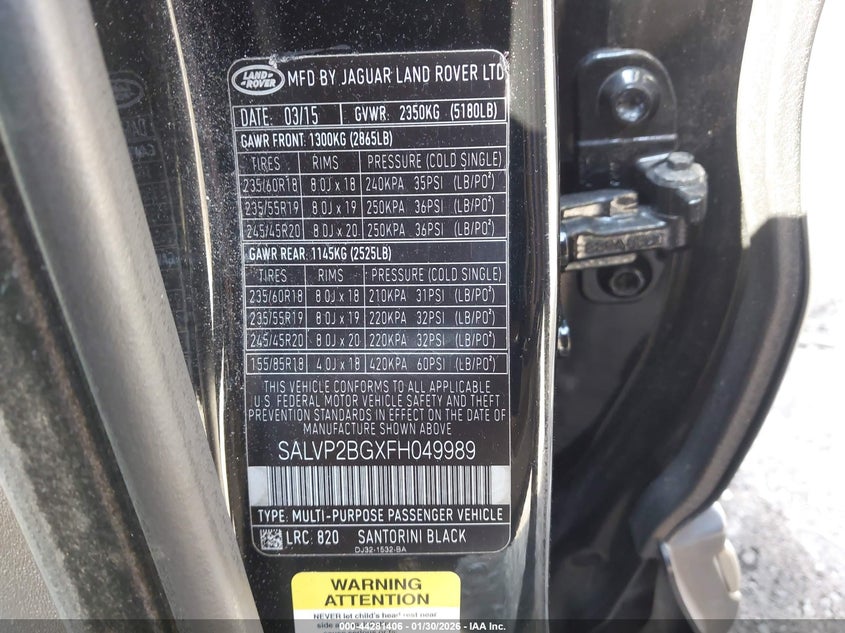 LAND ROVER MFD BY JAGUAR LAND ROVER LTD
DATE: 03/15 GVWR: 2350KG (5180LB)
GAWR FRONT: 1300KG (2865LB)
TIRES RIMS PRESSURE (COLD SINGLE)
235/60R18 8.0J x 18 240KPA 35PSI (LB/PO²)
235/55R19 8.0J x 19 250KPA 36PSI (LB/PO²)
245/45R20 8.0J x 20 250KPA 36PSI (LB/PO²)
GAWR REAR: 1145KG (2525LB)
TIRES RIMS PRESSURE (COLD SINGLE)
235/60R18 8.0J x 18 210KPA 31PSI (LB/PO²)
235/55R19 8.0J x 19 220KPA 32PSI (LB/PO²)
245/45R20 8.0J x 20 220KPA 32PSI (LB/PO²)
155/85R18 4.0J x 18 420KPA 60PSI (LB/PO²)
THIS VEHICLE CONFORMS TO ALL APPLICABLE
U.S. FEDERAL MOTOR VEHICLE SAFETY AND THEFT
PREVENTION STANDARDS IN EFFECT ON THE DATE OF
MANUFACTURE SHOWN ABOVE
SALVP2BGXFH049989
TYPE: MULTI-PURPOSE PASSENGER VEHICLE
LRC: 820 SANTORINI BLACK
DJ32-1532-BA
WARNING
ATTENTION
NEVER let child's head rest near
000-44281406 - 01/30/2026 - IAA Inc.